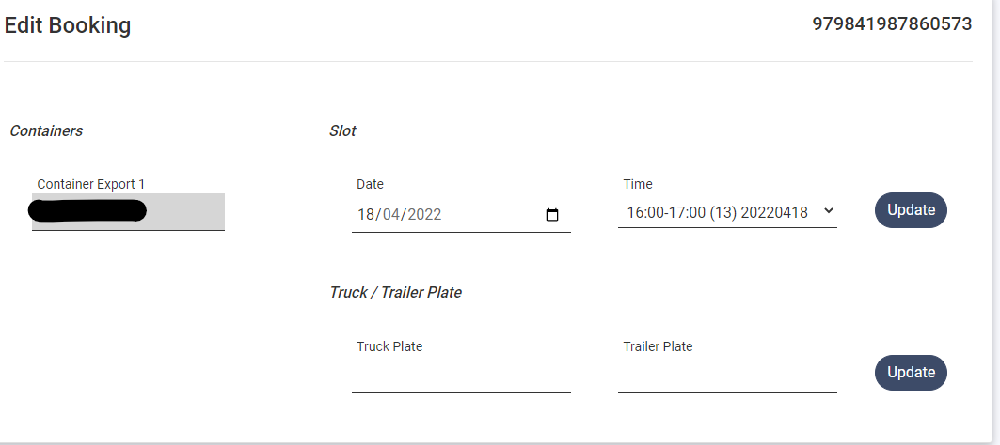 Edit Booking
979841987860573
Containers
Slot
Container Export 1
Date
Time
18/04/2022
16:00-17:00 (13) 20220418
Update
Truck / Trailer Plate
Truck Plate
Trailer Plate
Update